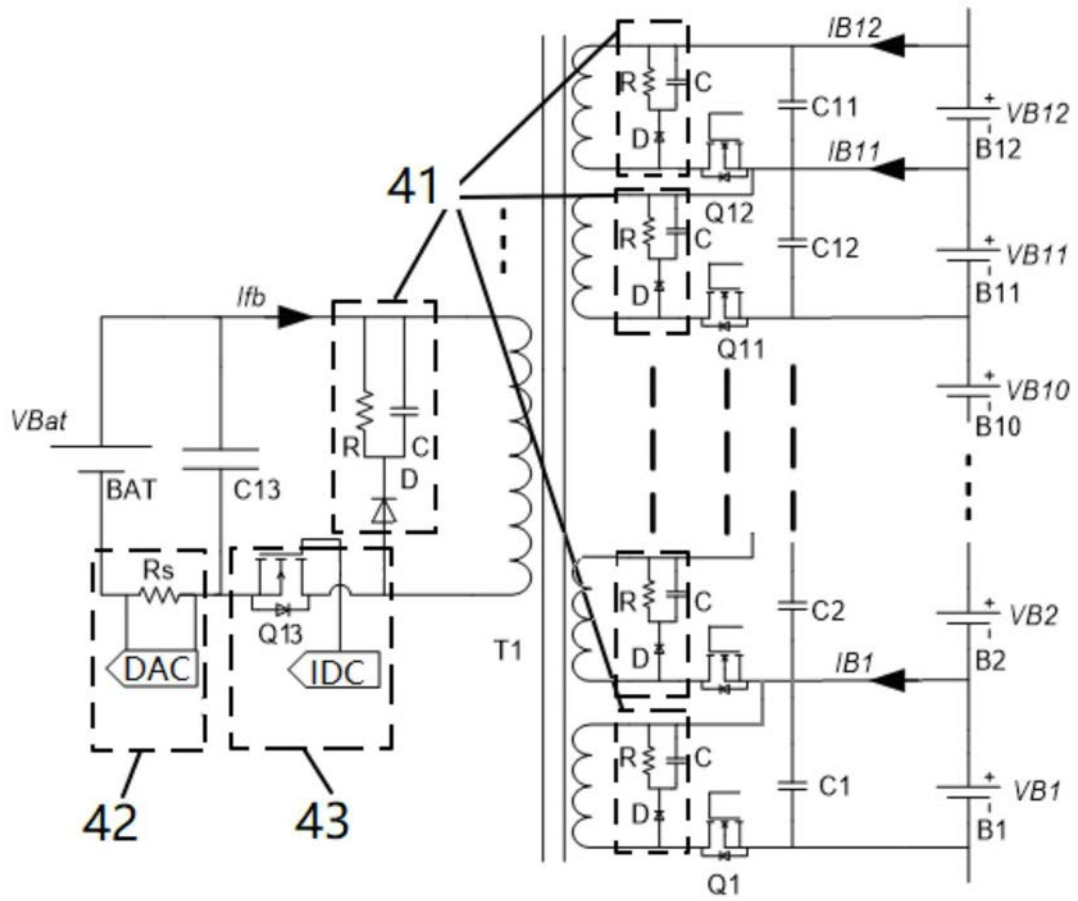 IB12
R
C
C11
VB12
D
IB11
B12
41
Q12
R
C
C12
VB11
D
B11
Ifb
Q11
VB10
B10
VBat
R
C
BAT
C13
D
Rs
R
C
C2
VB2
Q13
T1
D
B2
DAC
IDC
IB1
R
C
C1
VB1
42
43
D
B1
Q1